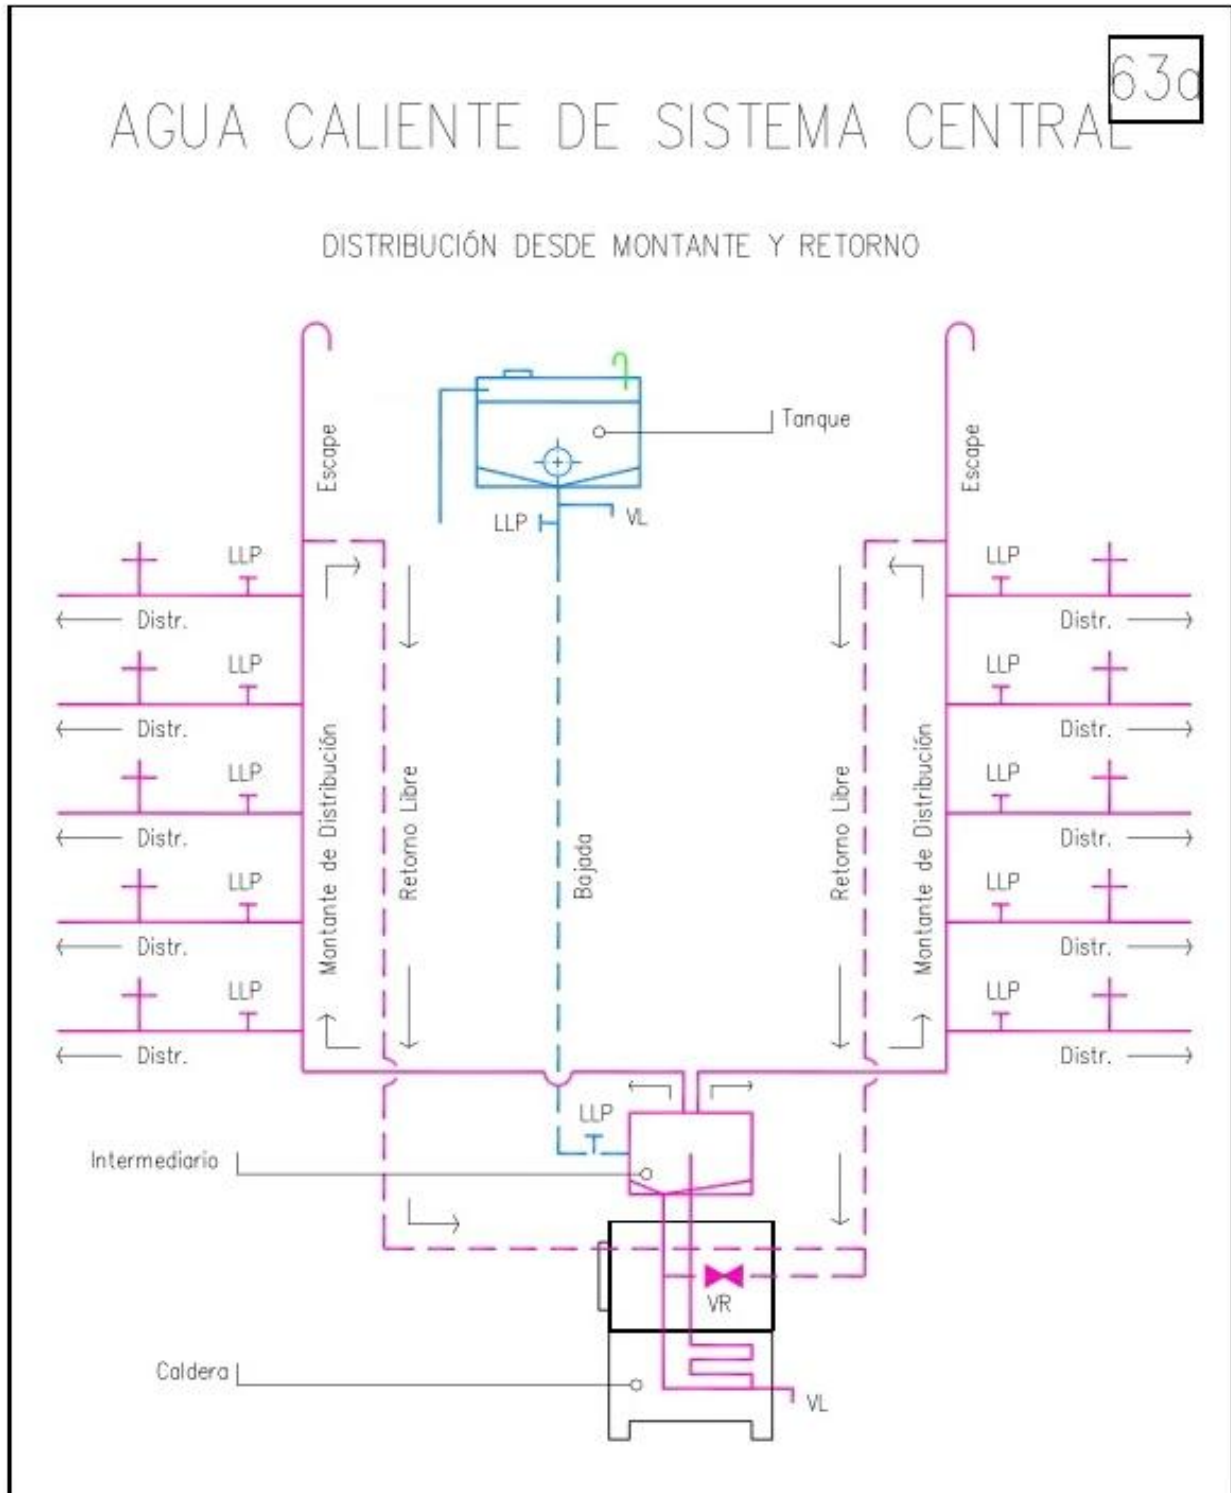 63a
AGUA CALIENTE DE SISTEMA CENTRAL
DISTRIBUCIÓN DESDE MONTANTE Y RETORNO
Escape
Tanque
Escape
LLP
VL
LLP
LLP
Distr.
Distr.
LLP
LLP
Distr.
Distr.
LLP
LLP
Distr.
Distr.
LLP
LLP
Distr.
Distr.
LLP
LLP
Distr.
Distr.
Montante de Distribución
Retorno Libre
Bajada
Retorno Libre
Montante de Distribución
LLP
Intermediario
VR
Caldera
VL